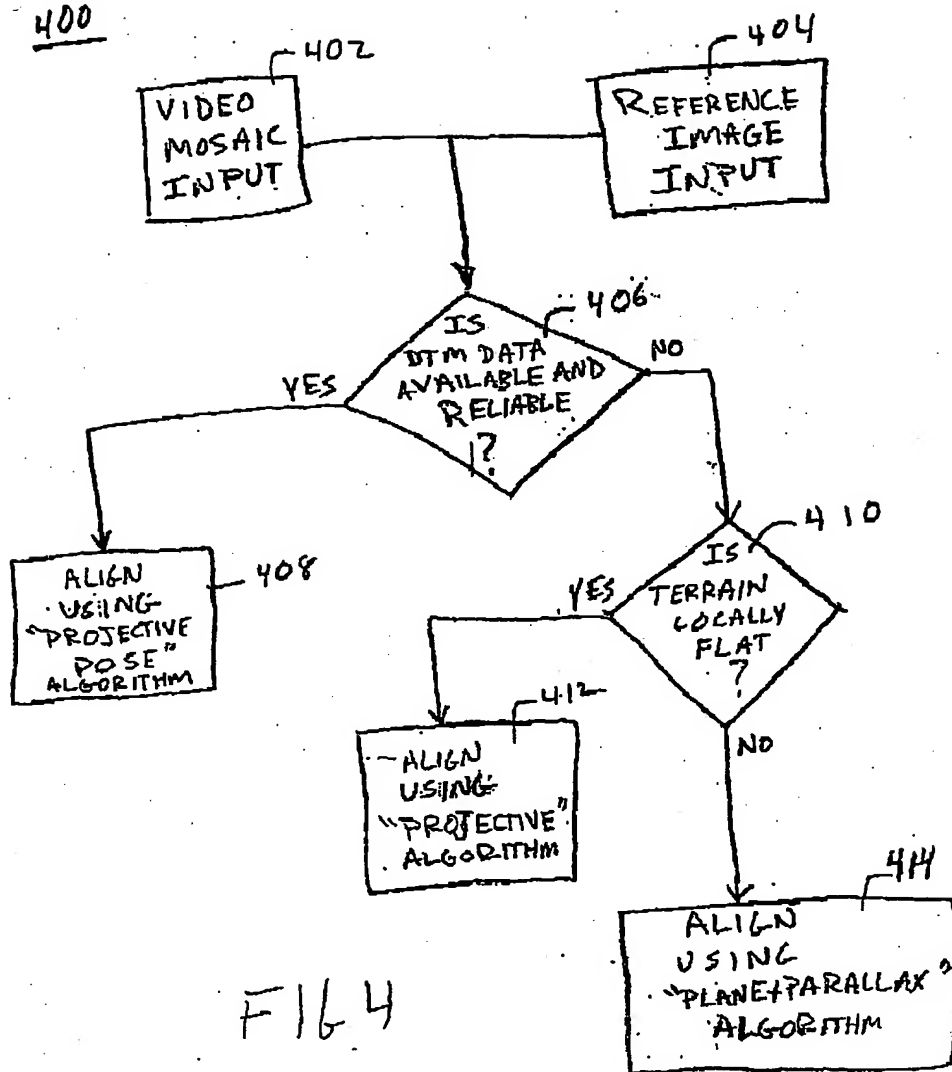 400
402
VIDEO
MOSAIC
INPUT
404
REFERENCE
IMAGE
INPUT
406
IS
DTM DATA
AVAILABLE AND
RELIABLE
?
YES
NO
408
ALIGN
USING
"PROJECTIVE
POSE"
ALGORITHM
410
IS
TERRAIN
LOCALLY
FLAT
?
YES
NO
412
ALIGN
USING
"PROJECTIVE"
ALGORITHM
414
ALIGN
USING
"PLANE+PARALLAX"
ALGORITHM
FIG 4